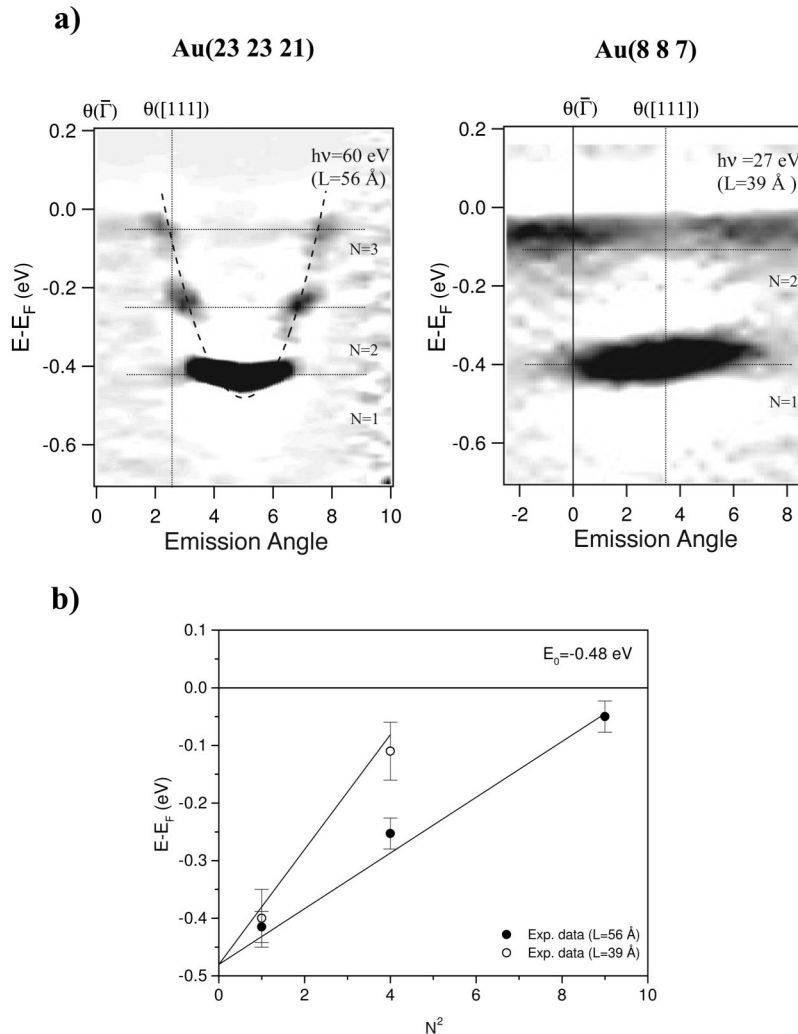 a)
Au(23 23 21)
Au(8 8 7)
θ(Γ̄) θ([111])
θ(Γ̄) θ([111])
0.2
0.0
-0.2
-0.4
-0.6
E-E_F (eV)
hν=60 eV
(L=56 Å)
N=3
N=2
N=1
0 2 4 6 8 10
Emission Angle
0.2
0.0
-0.2
-0.4
-0.6
E-E_F (eV)
hν =27 eV
(L=39 Å )
N=2
N=1
-2 0 2 4 6 8
Emission Angle
b)
0.1
0.0
-0.1
-0.2
-0.3
-0.4
-0.5
E-E_F (eV)
E_0=-0.48 eV
Exp. data (L=56 Å)
Exp. data (L=39 Å)
0 2 4 6 8 10
N²